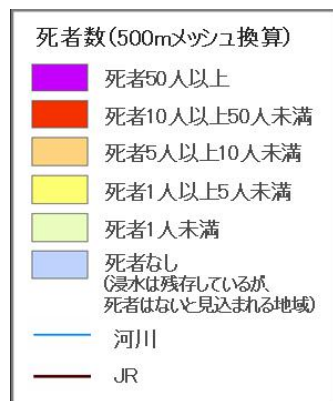 死者数(500mメッシュ換算)
死者50人以上
死者10人以上50人未満
死者5人以上10人未満
死者1人以上5人未満
死者1人未満
死者なし
(浸水は残存しているが、
死者はないと見込まれる地域)
河川
JR